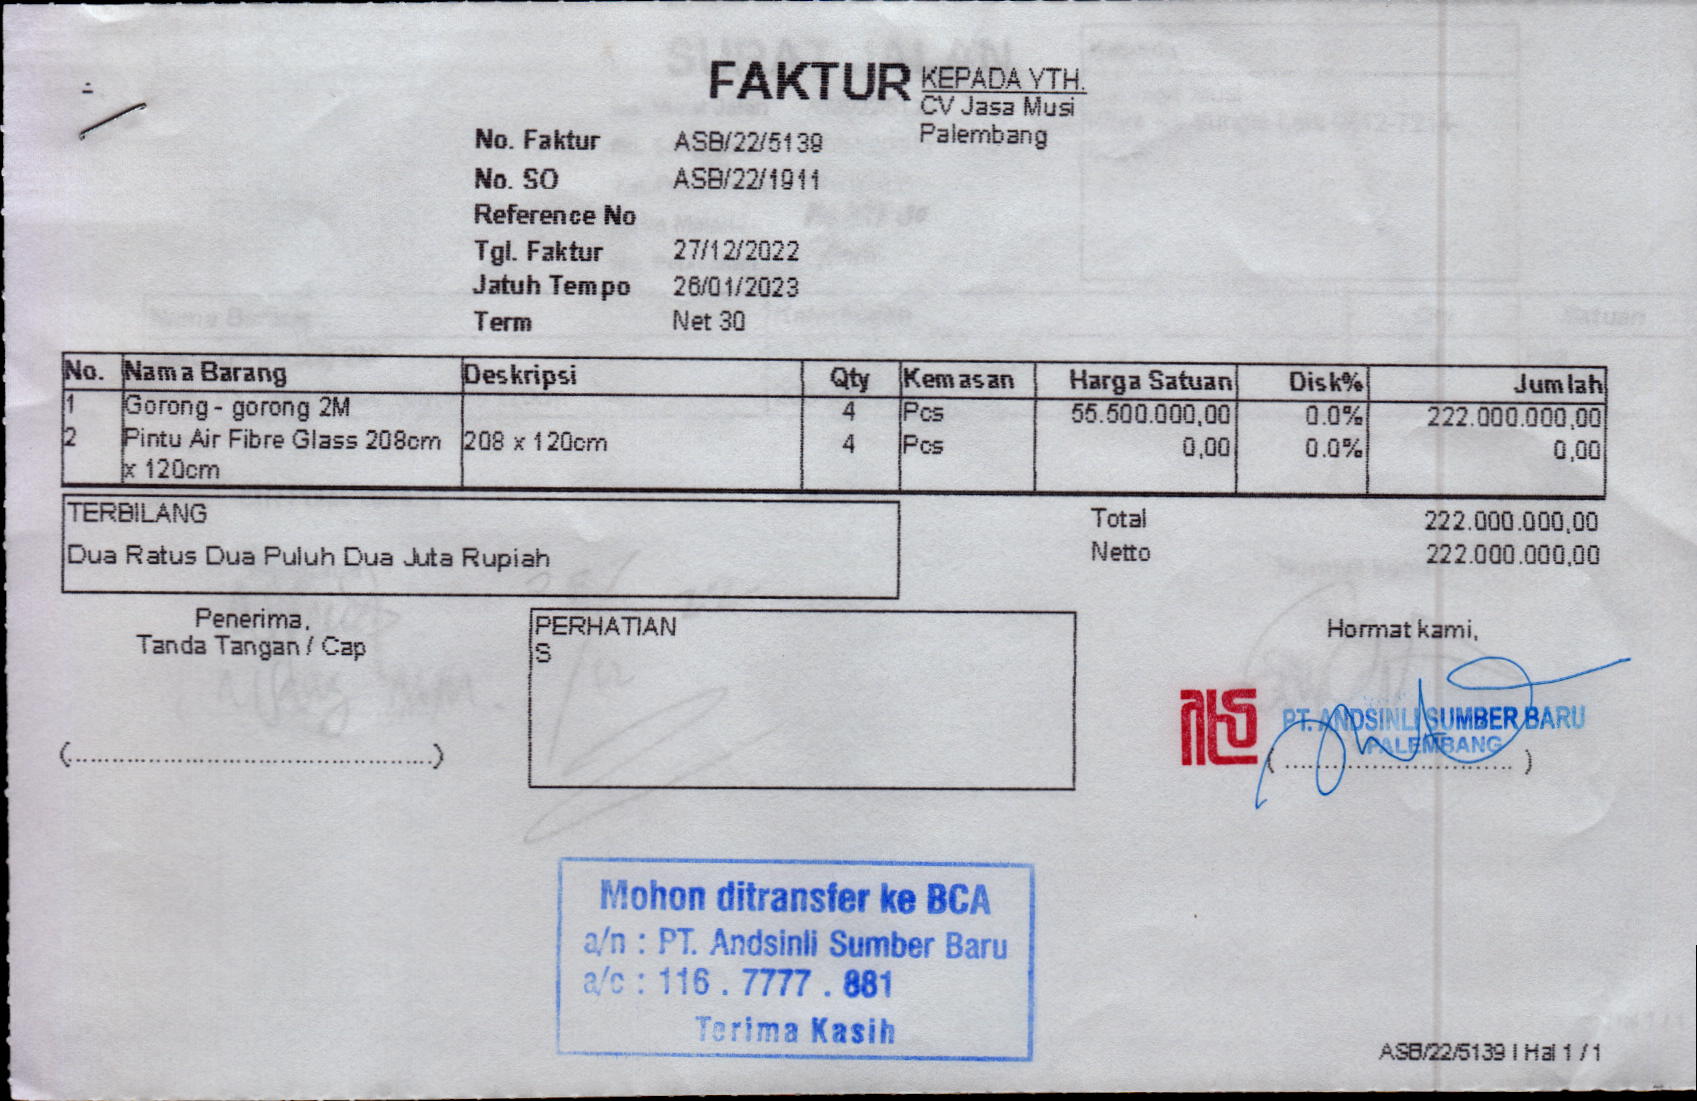 FAKTUR
KEPADA YTH.
CV Jasa Musi
Palembang
No. Faktur ASB/22/5139
No. SO ASB/22/1911
Reference No
Tgl. Faktur 27/12/2022
Jatuh Tempo 26/01/2023
Term Net 30
No. Nama Barang Deskripsi Qty Kemasan Harga Satuan Disk% Jumlah
1 Gorong - gorong 2M 4 Pcs 55.500.000,00 0.0% 222.000.000,00
2 Pintu Air Fibre Glass 208cm 208 x 120cm 4 Pcs 0,00 0.0% 0,00
x 120cm
TERBILANG
Dua Ratus Dua Puluh Dua Juta Rupiah
Total 222.000.000,00
Netto 222.000.000,00
Penerima,
Tanda Tangan / Cap
(................................................)
PERHATIAN
S
Hormat kami,
PT. ANDSINLI SUMBER BARU
PALEMBANG
(................................)
Mohon ditransfer ke BCA
a/n : PT. Andsinli Sumber Baru
a/c : 116 . 7777 . 881
Terima Kasih
ASB/22/5139 | Hal 1 / 1